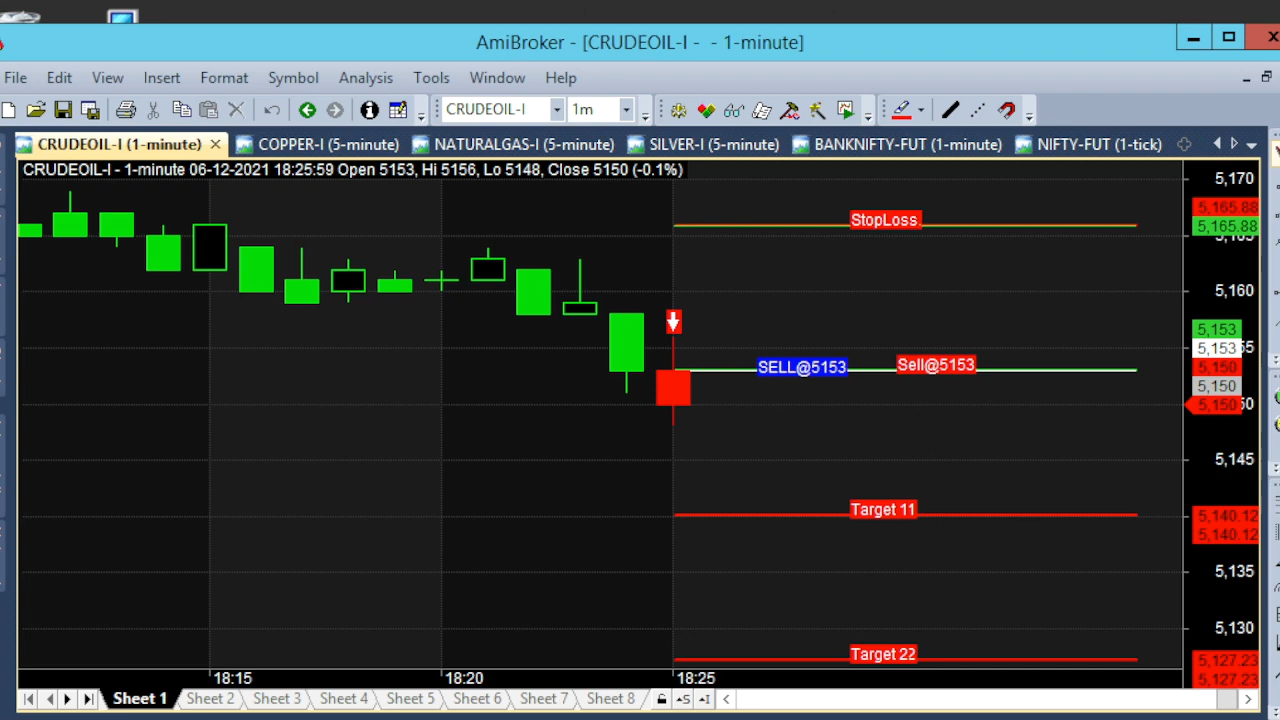 AmiBroker - [CRUDEOIL-I - - 1-minute]
File Edit View Insert Format Symbol Analysis Tools Window Help
CRUDEOIL-I 1m
CRUDEOIL-I (1-minute) COPPER-I (5-minute) NATURALGAS-I (5-minute) SILVER-I (5-minute) BANKNIFTY-FUT (1-minute) NIFTY-FUT (1-tick)
CRUDEOIL-I - 1-minute 06-12-2021 18:25:59 Open 5153, Hi 5156, Lo 5148, Close 5150 (-0.1%)
5,170
5,165.88
StopLoss
5,165.88
5,160
5,153
5,153
SELL@5153 Sell@5153
5,150
5,150
5,150
5,145
Target 11
5,140.12
5,140.12
5,135
5,130
Target 22
5,127.23
5,127.23
18:15 18:20 18:25
Sheet 1 Sheet 2 Sheet 3 Sheet 4 Sheet 5 Sheet 6 Sheet 7 Sheet 8